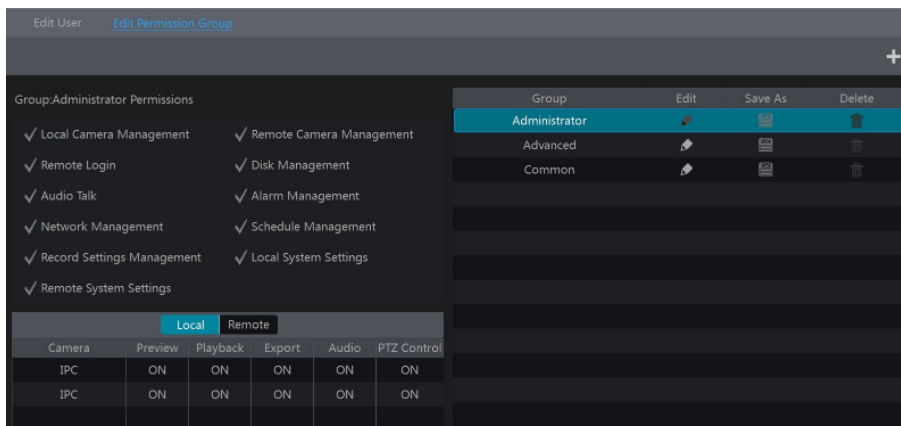 Edit User Edit Permission Group
+
Group:Administrator Permissions
Local Camera Management Remote Camera Management
Remote Login Disk Management
Audio Talk Alarm Management
Network Management Schedule Management
Record Settings Management Local System Settings
Remote System Settings
Local Remote
Camera Preview Playback Export Audio PTZ Control
IPC ON ON ON ON ON
IPC ON ON ON ON ON
Group Edit Save As Delete
Administrator
Advanced
Common